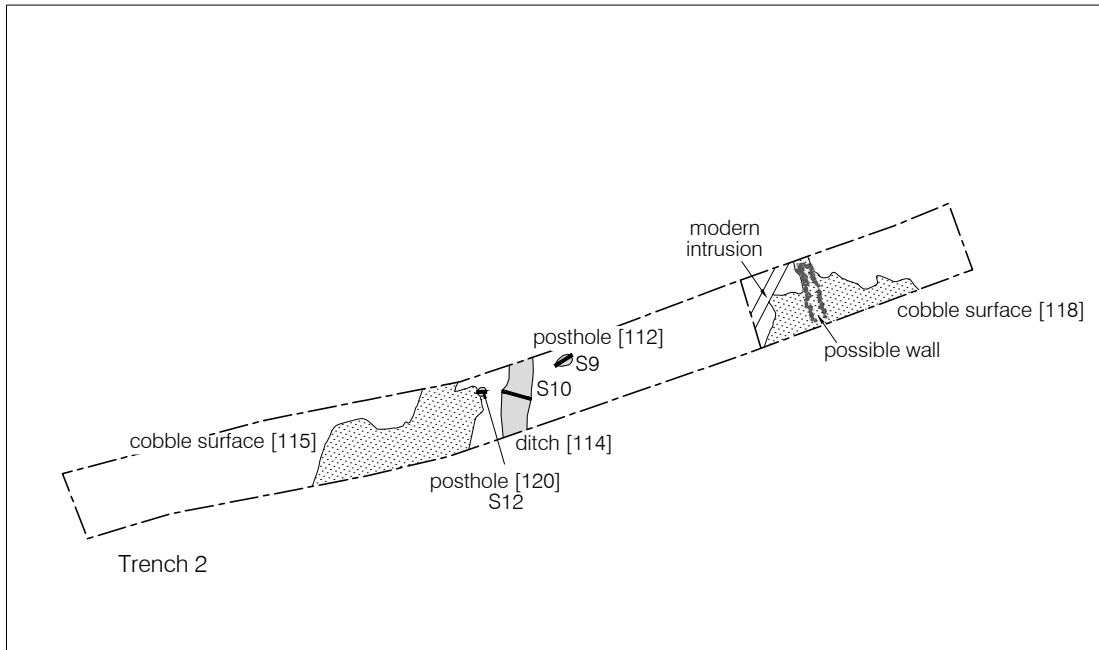 modern
intrusion
cobble surface [118]
possible wall
posthole [112]
S9
S10
cobble surface [115]
ditch [114]
posthole [120]
S12
Trench 2